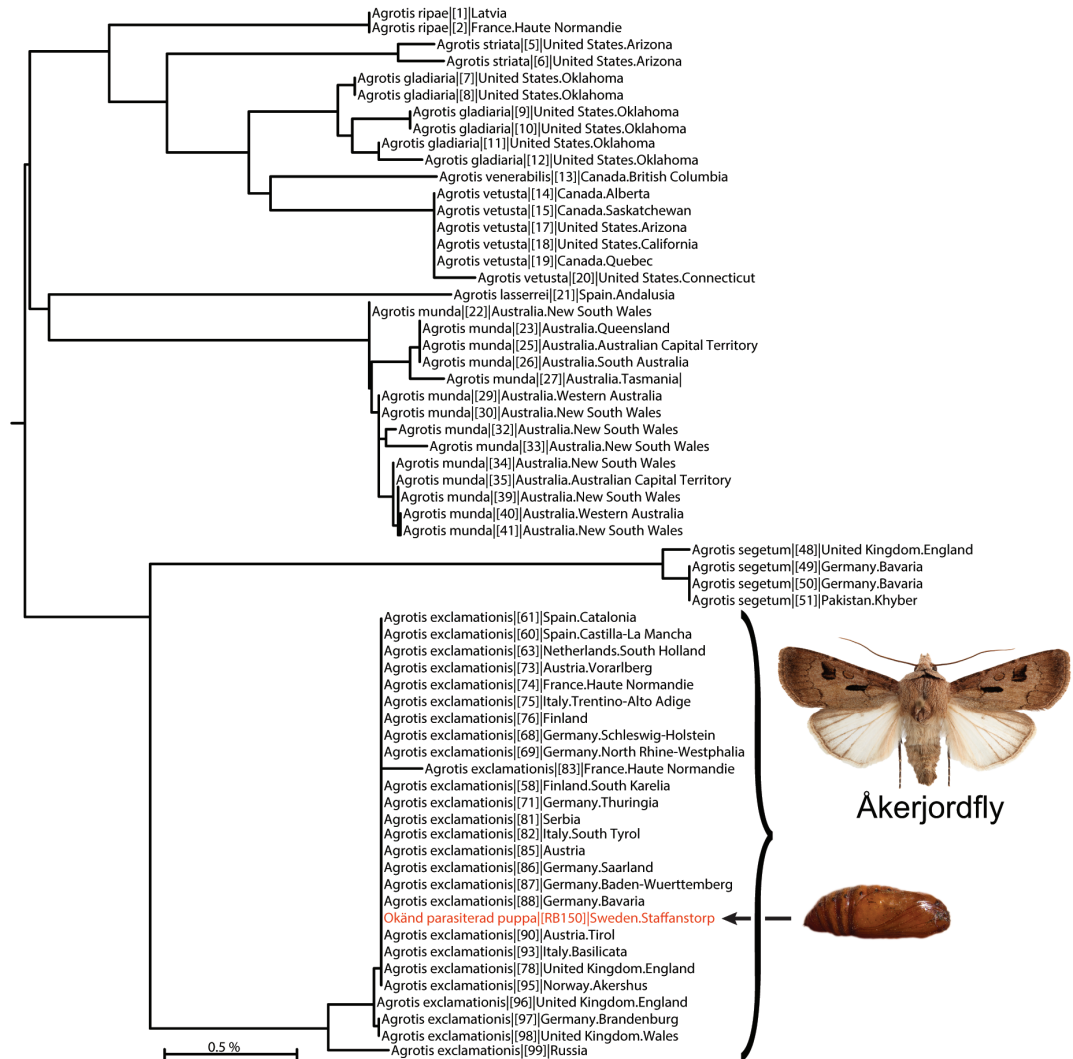 Agrotis ripae|[1]|Latvia
Agrotis ripae|[2]|France.Haute Normandie
Agrotis striata|[5]|United States.Arizona
Agrotis striata|[6]|United States.Arizona
Agrotis gladiaria|[7]|United States.Oklahoma
Agrotis gladiaria|[8]|United States.Oklahoma
Agrotis gladiaria|[9]|United States.Oklahoma
Agrotis gladiaria|[10]|United States.Oklahoma
Agrotis gladiaria|[11]|United States.Oklahoma
Agrotis gladiaria|[12]|United States.Oklahoma
Agrotis venerabilis|[13]|Canada.British Columbia
Agrotis vetusta|[14]|Canada.Alberta
Agrotis vetusta|[15]|Canada.Saskatchewan
Agrotis vetusta|[17]|United States.Arizona
Agrotis vetusta|[18]|United States.California
Agrotis vetusta|[19]|Canada.Quebec
Agrotis vetusta|[20]|United States.Connecticut
Agrotis lasserrei|[21]|Spain.Andalusia
Agrotis munda|[22]|Australia.New South Wales
Agrotis munda|[23]|Australia.Queensland
Agrotis munda|[25]|Australia.Australian Capital Territory
Agrotis munda|[26]|Australia.South Australia
Agrotis munda|[27]|Australia.Tasmania|
Agrotis munda|[29]|Australia.Western Australia
Agrotis munda|[30]|Australia.New South Wales
Agrotis munda|[32]|Australia.New South Wales
Agrotis munda|[33]|Australia.New South Wales
Agrotis munda|[34]|Australia.New South Wales
Agrotis munda|[35]|Australia.Australian Capital Territory
Agrotis munda|[39]|Australia.New South Wales
Agrotis munda|[40]|Australia.Western Australia
Agrotis munda|[41]|Australia.New South Wales
Agrotis segetum|[48]|United Kingdom.England
Agrotis segetum|[49]|Germany.Bavaria
Agrotis segetum|[50]|Germany.Bavaria
Agrotis segetum|[51]|Pakistan.Khyber
Agrotis exclamationis|[61]|Spain.Catalonia
Agrotis exclamationis|[60]|Spain.Castilla-La Mancha
Agrotis exclamationis|[63]|Netherlands.South Holland
Agrotis exclamationis|[73]|Austria.Vorarlberg
Agrotis exclamationis|[74]|France.Haute Normandie
Agrotis exclamationis|[75]|Italy.Trentino-Alto Adige
Agrotis exclamationis|[76]|Finland
Agrotis exclamationis|[68]|Germany.Schleswig-Holstein
Agrotis exclamationis|[69]|Germany.North Rhine-Westphalia
Agrotis exclamationis|[83]|France.Haute Normandie
Agrotis exclamationis|[58]|Finland.South Karelia
Agrotis exclamationis|[71]|Germany.Thuringia
Agrotis exclamationis|[81]|Serbia
Agrotis exclamationis|[82]|Italy.South Tyrol
Agrotis exclamationis|[85]|Austria
Agrotis exclamationis|[86]|Germany.Saarland
Agrotis exclamationis|[87]|Germany.Baden-Wuerttemberg
Agrotis exclamationis|[88]|Germany.Bavaria
Okänd parasiterad puppa|[RB150]|Sweden.Staffanstorp
Agrotis exclamationis|[90]|Austria.Tirol
Agrotis exclamationis|[93]|Italy.Basilicata
Agrotis exclamationis|[78]|United Kingdom.England
Agrotis exclamationis|[95]|Norway.Akershus
Agrotis exclamationis|[96]|United Kingdom.England
Agrotis exclamationis|[97]|Germany.Brandenburg
Agrotis exclamationis|[98]|United Kingdom.Wales
Agrotis exclamationis|[99]|Russia
0.5 %
Åkerjordfly